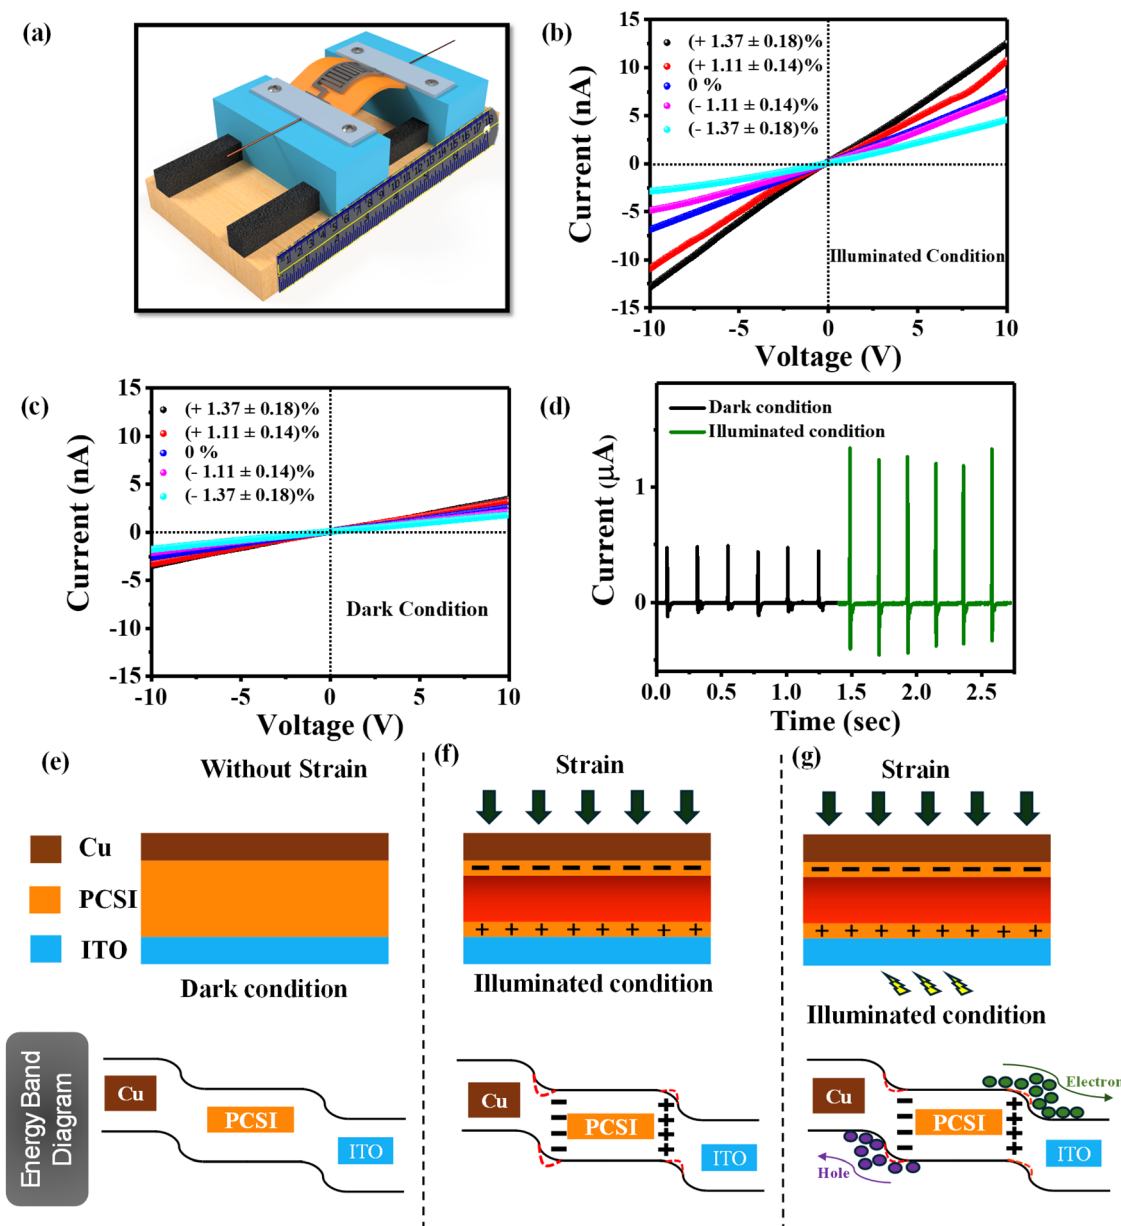 (a)
(b)
15
10
5
0
-5
-10
15
Current (nA)
(+ 1.37 ± 0.18)%
(+ 1.11 ± 0.14)%
0 %
(- 1.11 ± 0.14)%
(- 1.37 ± 0.18)%
Illuminated Condition
-10
-5
0
5
10
Voltage (V)
(c)
15
10
5
0
-5
-10
-15
Current (nA)
(+ 1.37 ± 0.18)%
(+ 1.11 ± 0.14)%
0 %
(- 1.11 ± 0.14)%
(- 1.37 ± 0.18)%
Dark Condition
-10
-5
0
5
10
Voltage (V)
(d)
1
0
Current (μA)
Dark condition
Illuminated condition
0.0
0.5
1.0
1.5
2.0
2.5
Time (sec)
(e)
Without Strain
Cu
PCSI
ITO
Dark condition
(f)
Strain
Illuminated condition
(g)
Strain
Illuminated condition
Energy Band
Diagram
Cu
PCSI
ITO
Cu
PCSI
ITO
Cu
PCSI
ITO
Electron
Hole